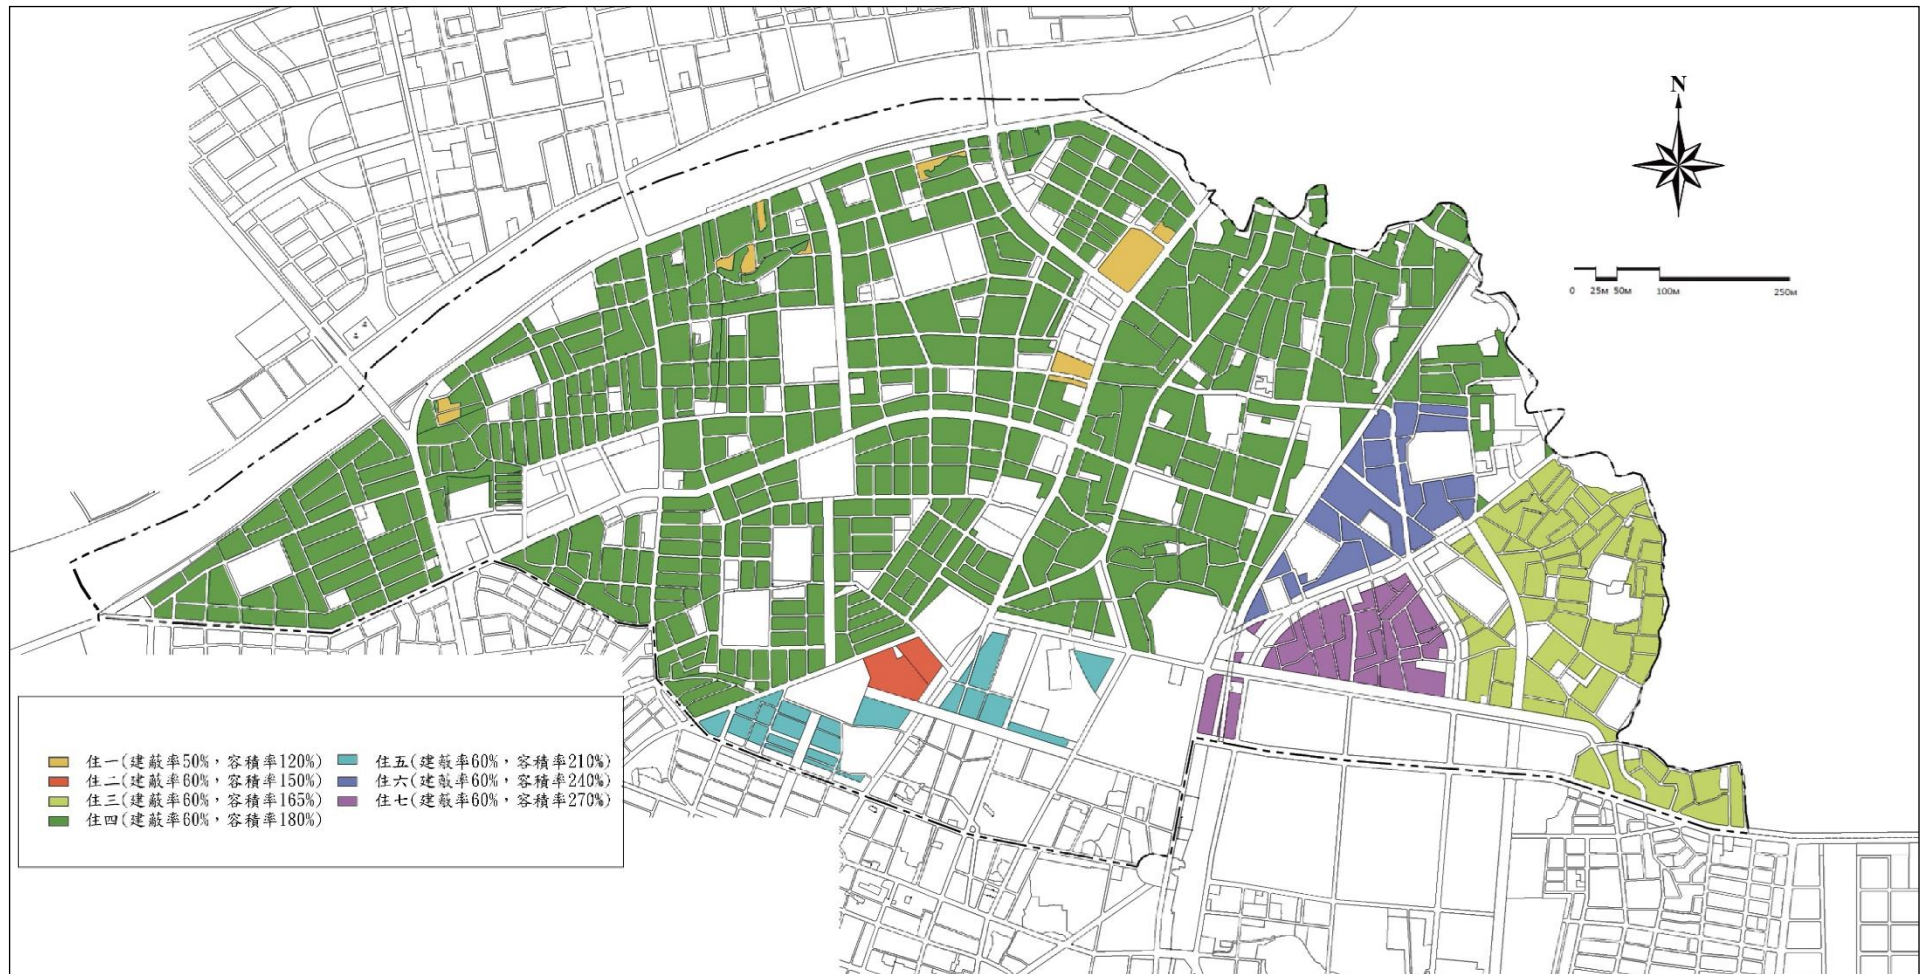 N
0 25M 50M 100M 250M
住一(建蔽率50%，容積率120%)
住二(建蔽率60%，容積率150%)
住三(建蔽率60%，容積率165%)
住四(建蔽率60%，容積率180%)
住五(建蔽率60%，容積率210%)
住六(建蔽率60%，容積率240%)
住七(建蔽率60%，容積率270%)